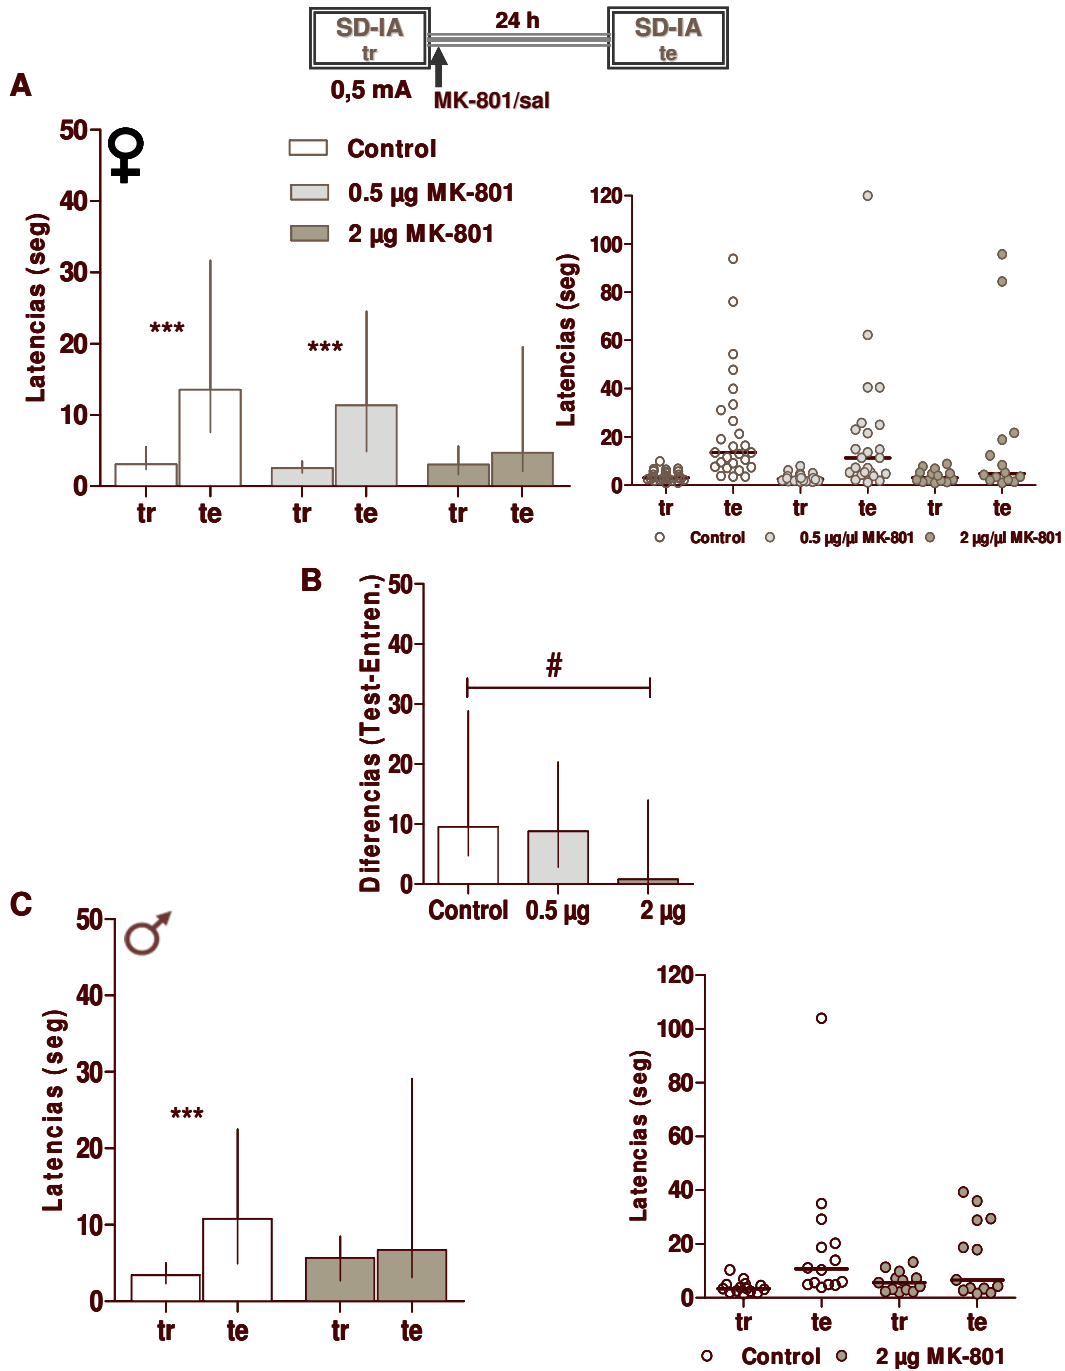 SD-IA
tr
24 h
SD-IA
te
0,5 mA
MK-801/sal
A
Latencias (seg)
50
40
30
20
10
0
Control
0.5 µg MK-801
2 µg MK-801
***
***
tr
te
tr
te
tr
te
Latencias (seg)
120
100
80
60
40
20
0
tr
te
tr
te
tr
te
Control
0.5 µg/µl MK-801
2 µg/µl MK-801
B
Diferencias (Test-Entren.)
50
40
30
20
10
0
#
Control
0.5 µg
2 µg
C
Latencias (seg)
50
40
30
20
10
0
***
tr
te
tr
te
Latencias (seg)
120
100
80
60
40
20
0
tr
te
tr
te
Control
2 µg MK-801